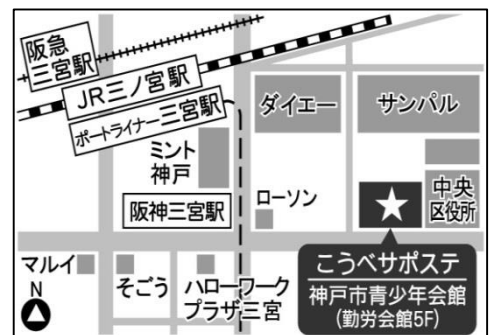 阪急
三宮駅
JR三ノ宮駅
ポートライナー三宮駅
ミント
神戸
阪神三宮駅
ダイエー
サンパル
ローソン
中央
区役所
マルイ
そごう
ハローワーク
プラザ三宮
N
こうべサポステ
神戸市青少年会館
(勤労会館5F)